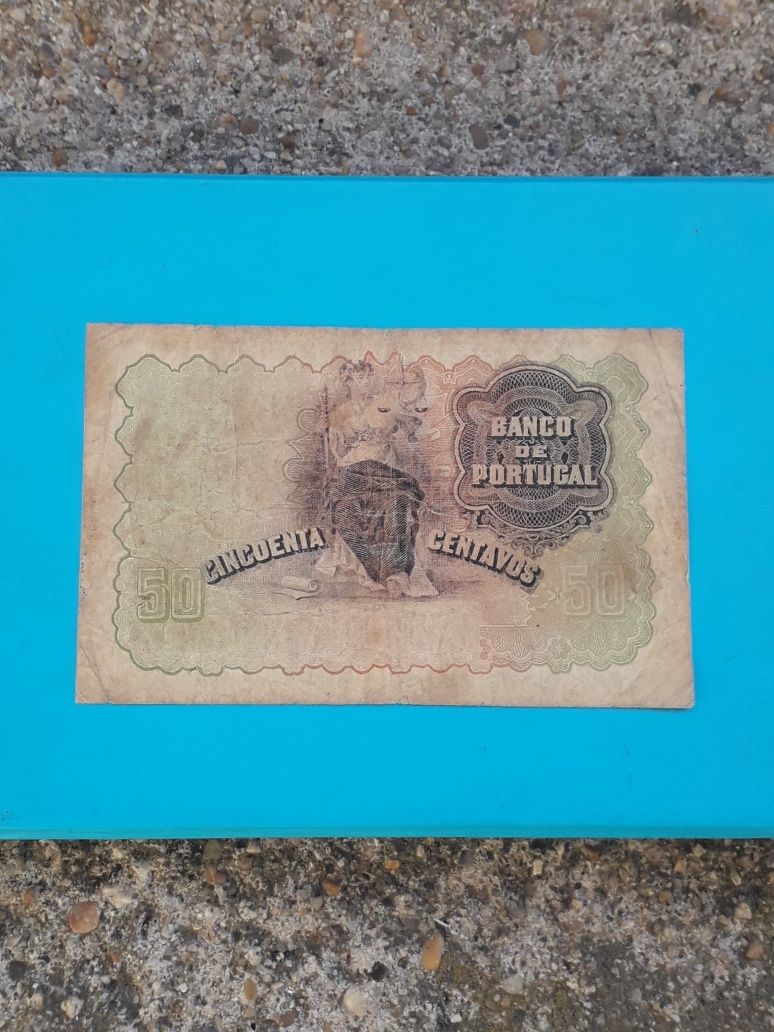 BANCO
DE
PORTUGAL
CINCOENTA CENTAVOS
50 50